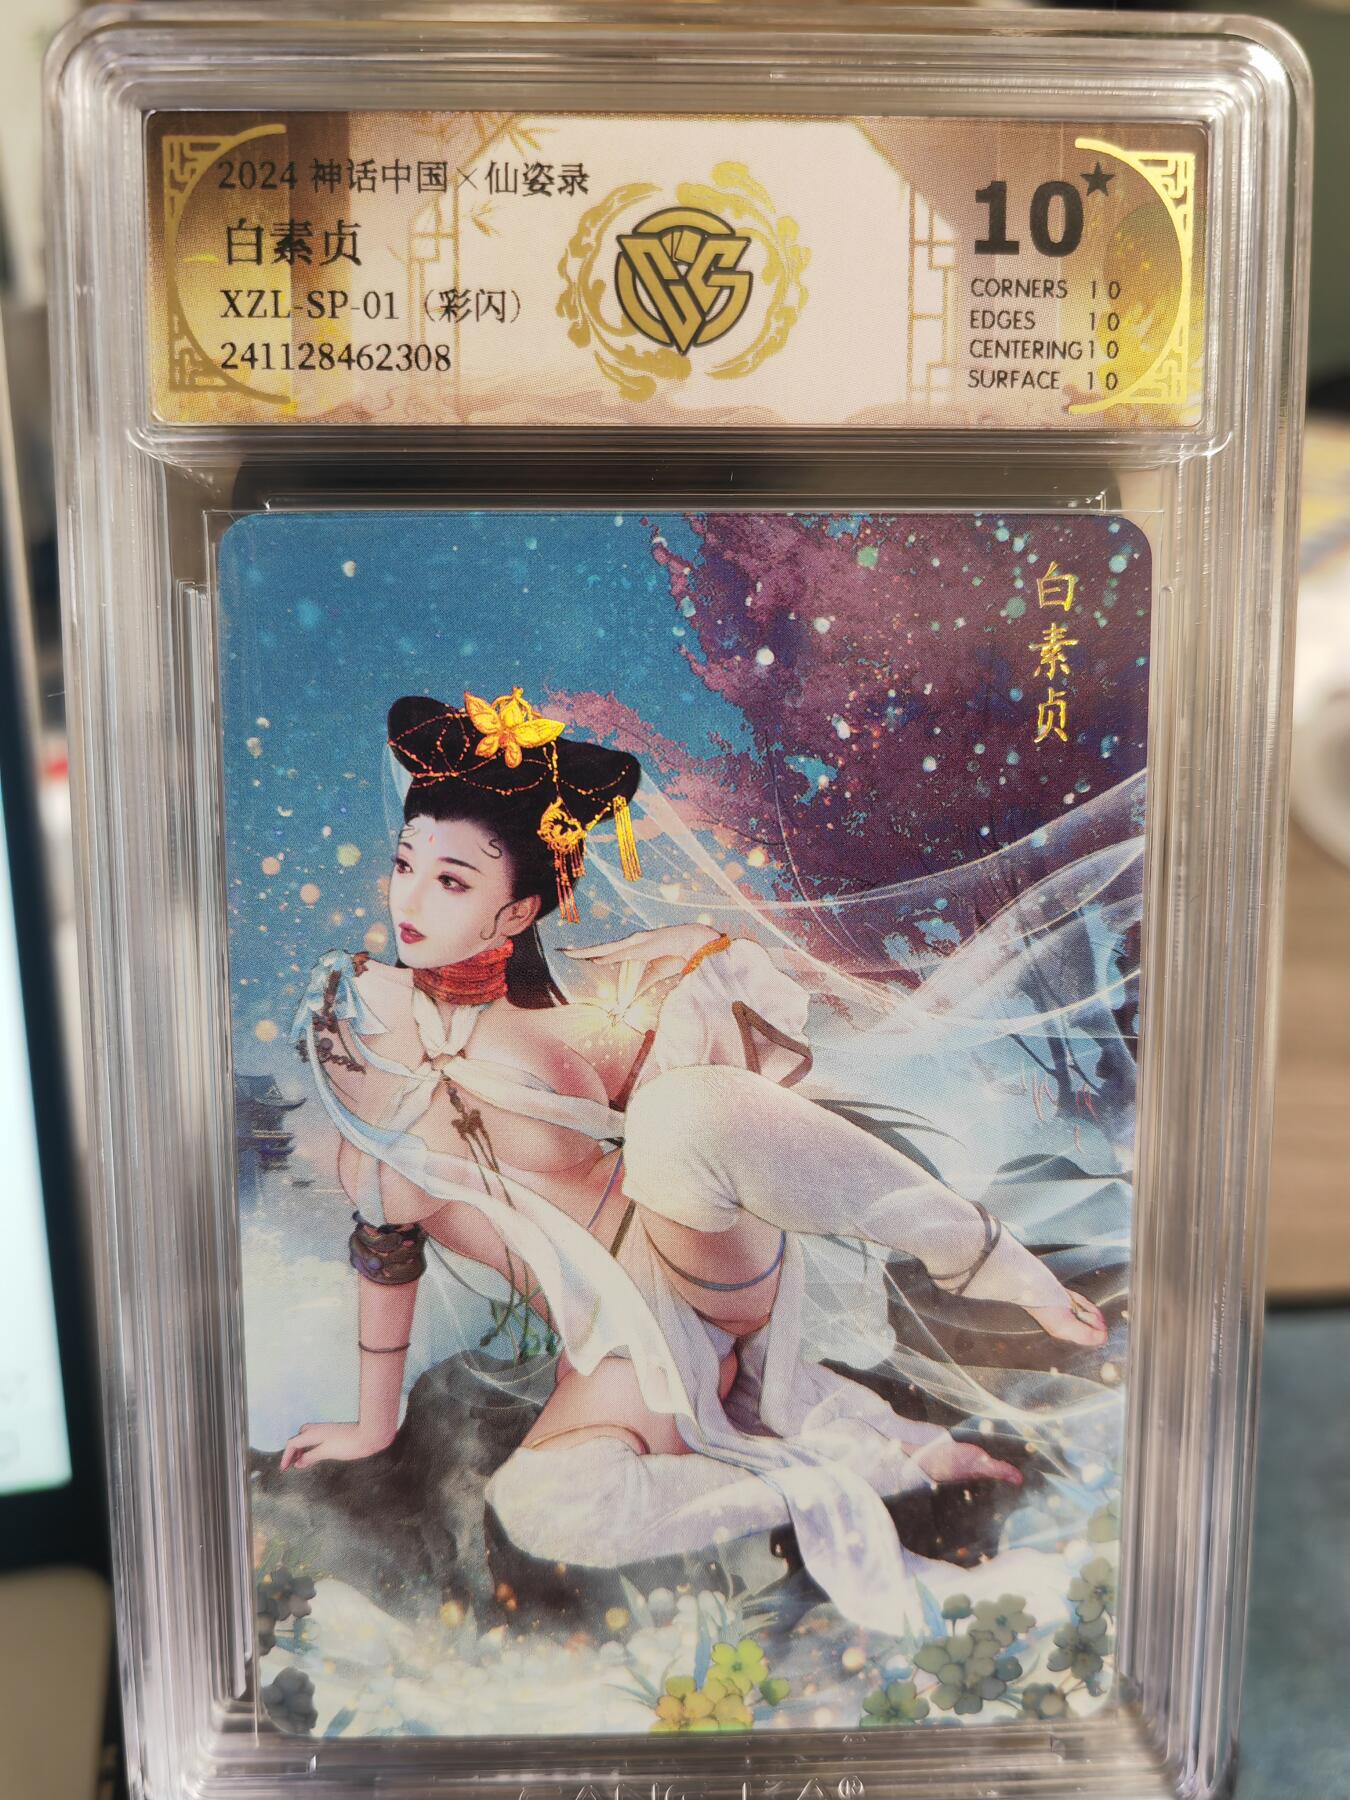 2024 神话中国×仙姿录
白素贞
XZL-SP-01（彩闪）
241128462308
CCGS
10★
CORNERS 10
EDGES 10
CENTERING 10
SURFACE 10
白素贞